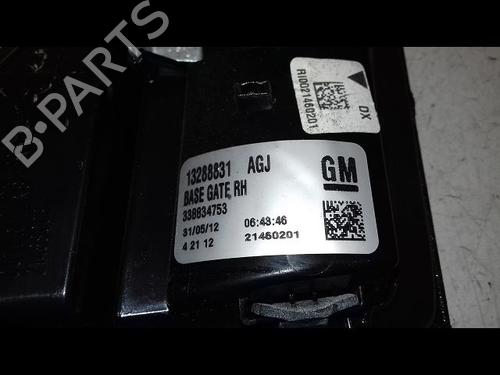 B-PARTS
RI0021460201
DX
13288831 AGJ
BASE GATE RH
338834753
31/05/12 06:43:46
4 21 12 21460201
GM